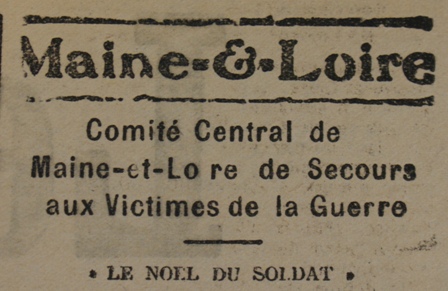 Maine-&-Loire
Comité Central de
Maine-et-Lo re de Secours
aux Victimes de la Guerre
« LE NOEL DU SOLDAT »